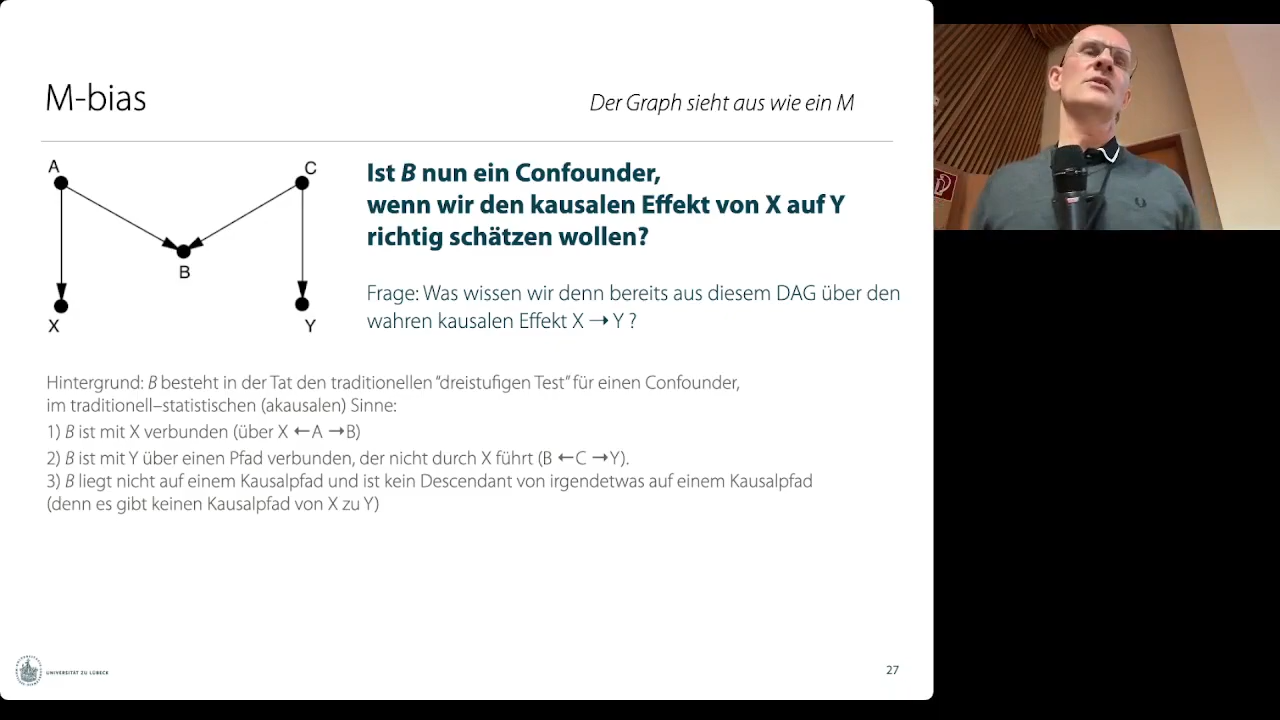 M-bias
Der Graph sieht aus wie ein M
A
C
B
X
Y
Ist B nun ein Confounder,
wenn wir den kausalen Effekt von X auf Y
richtig schätzen wollen?
Frage: Was wissen wir denn bereits aus diesem DAG über den
wahren kausalen Effekt X → Y ?
Hintergrund: B besteht in der Tat den traditionellen “dreistufigen Test” für einen Confounder,
im traditionell–statistischen (akausalen) Sinne:
1) B ist mit X verbunden (über X ← A → B)
2) B ist mit Y über einen Pfad verbunden, der nicht durch X führt (B ← C → Y).
3) B liegt nicht auf einem Kausalpfad und ist kein Descendant von irgendetwas auf einem Kausalpfad
(denn es gibt keinen Kausalpfad von X zu Y)
UNIVERSITÄT ZU LÜBECK
27